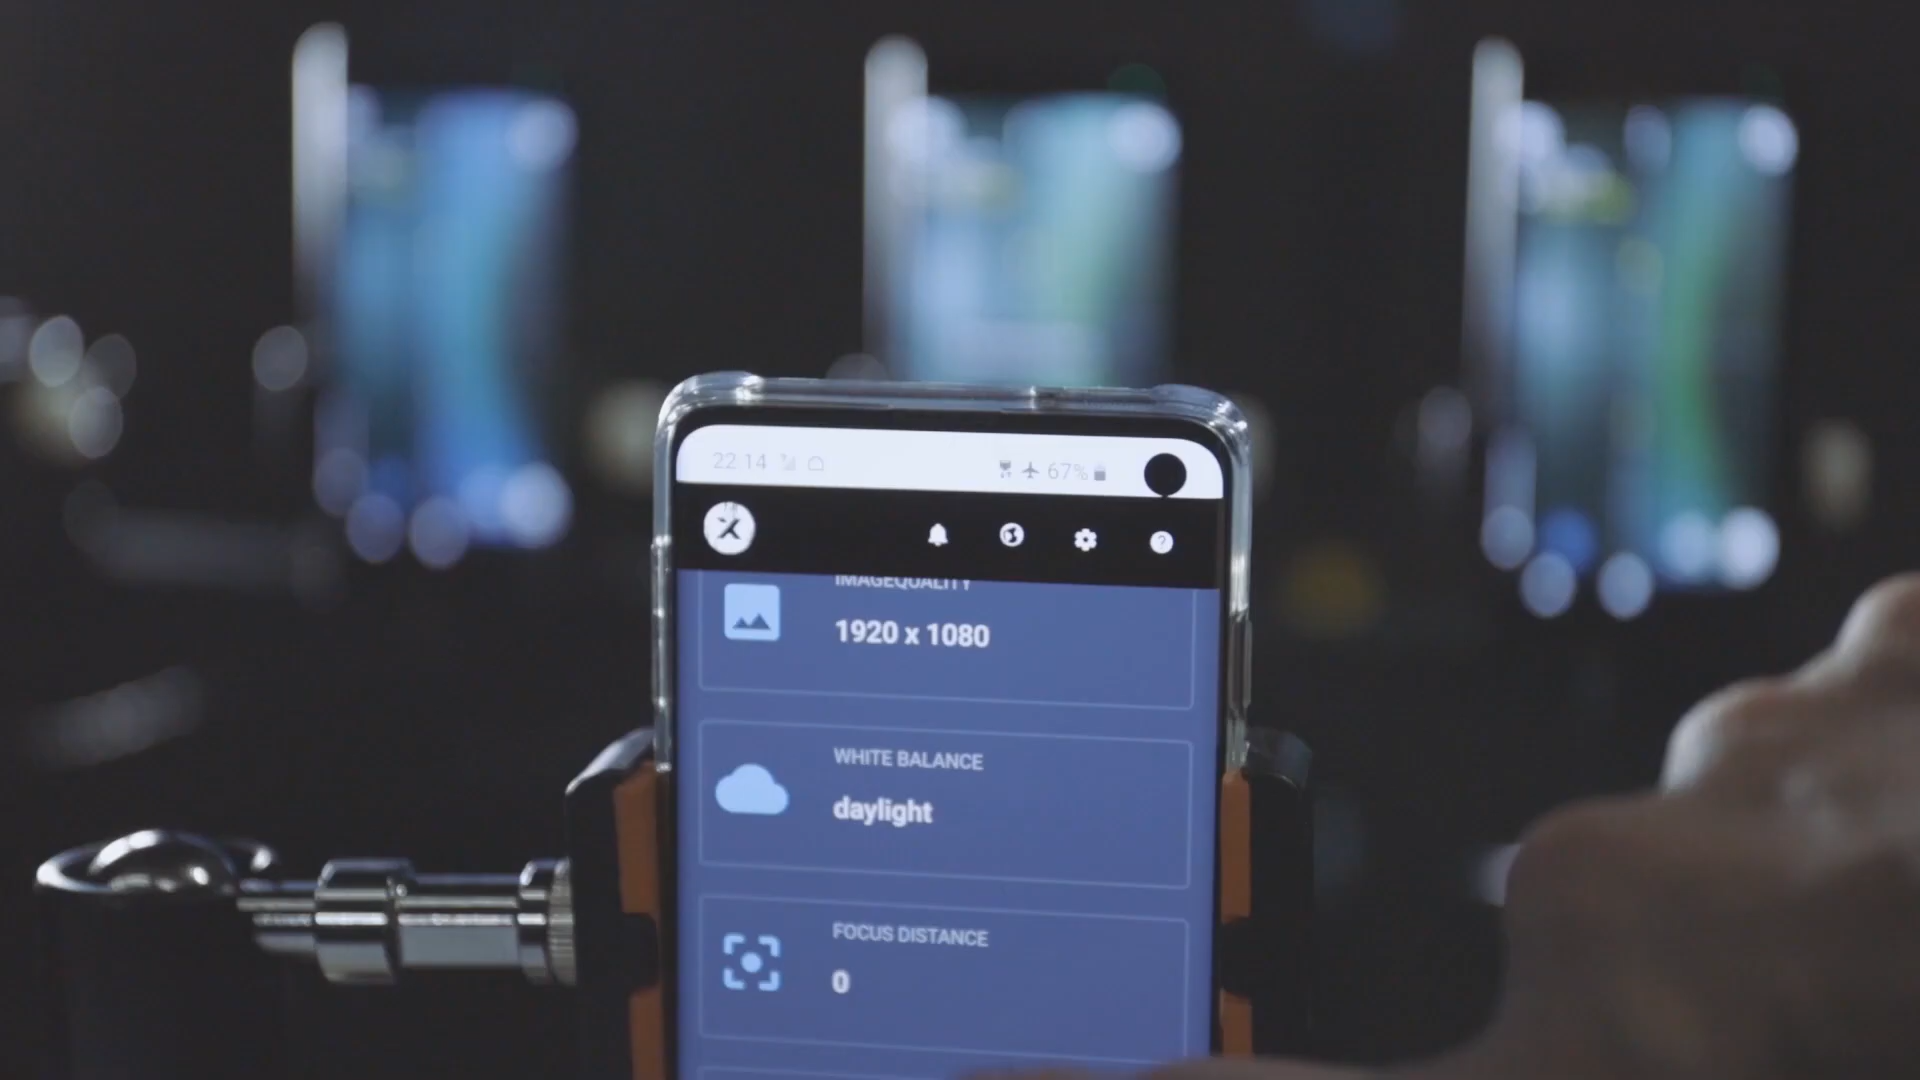 22:14 67%
IMAGEQUALITY
1920 x 1080
WHITE BALANCE
daylight
FOCUS DISTANCE
0